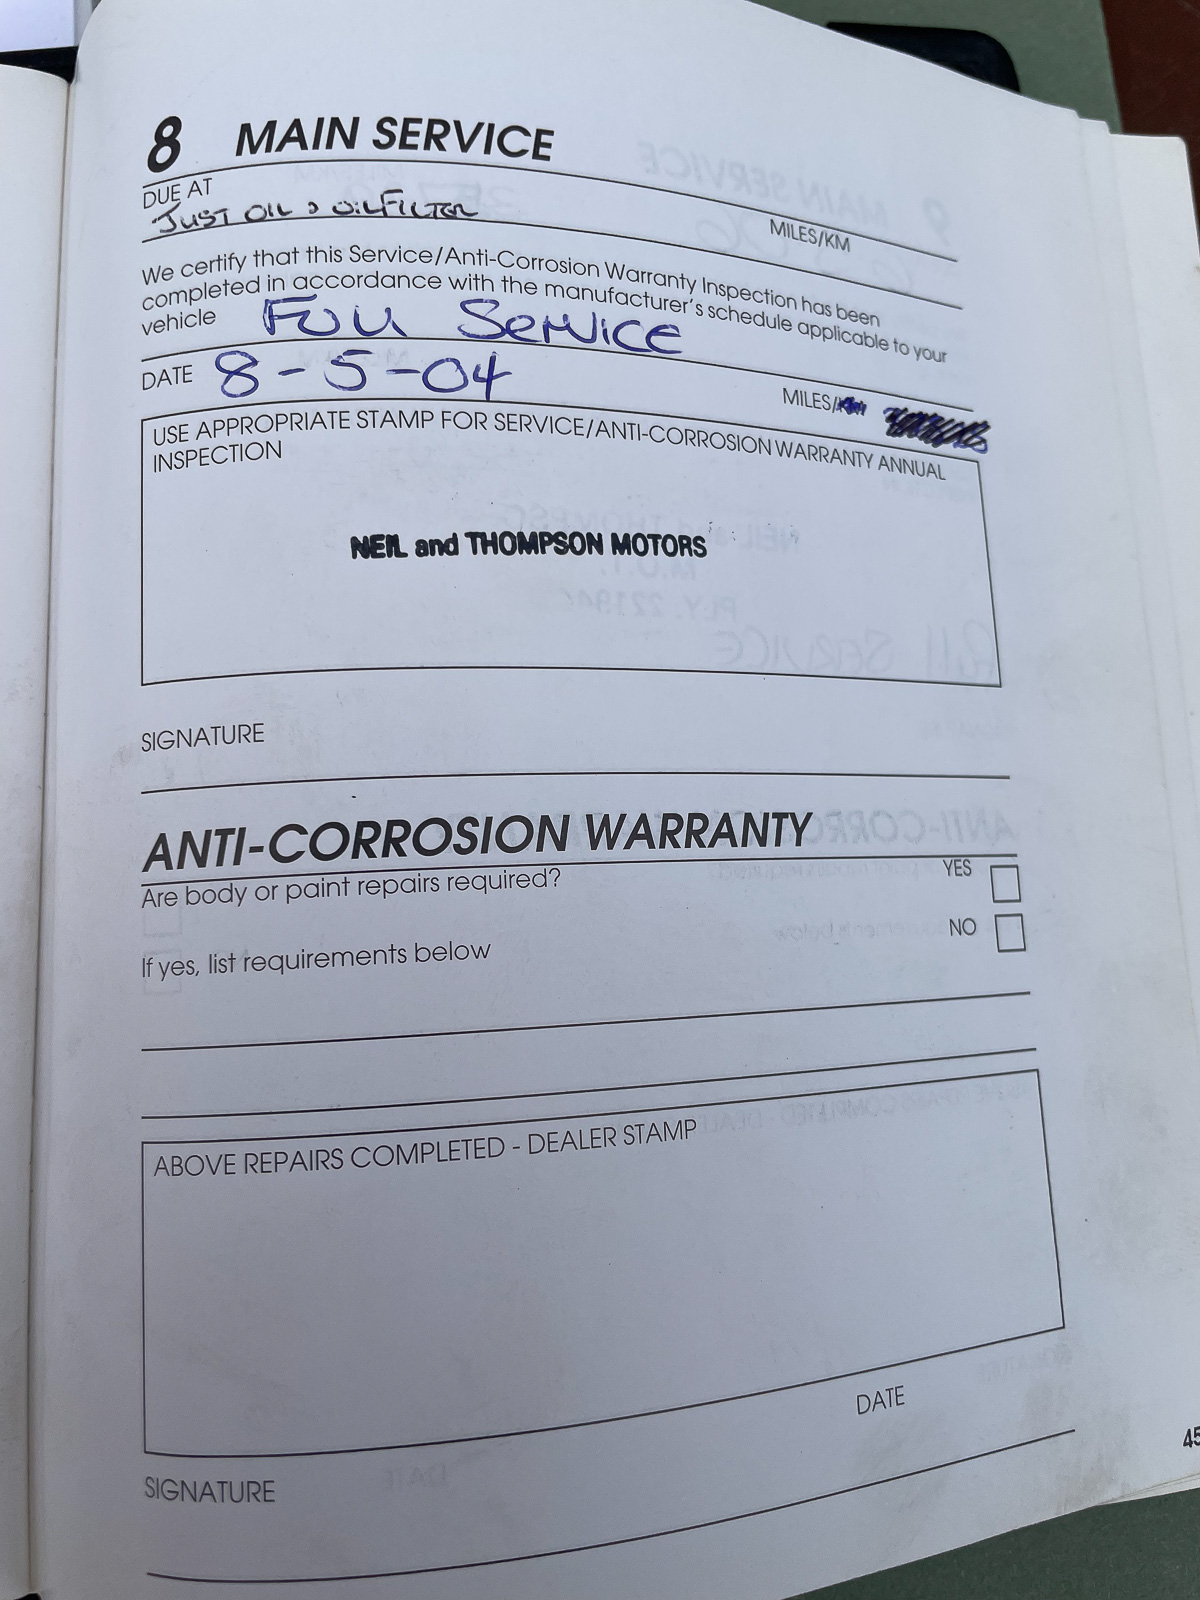 8 MAIN SERVICE
DUE AT
JUST OIL & OILFILTER
MILES/KM
We certify that this Service/Anti-Corrosion Warranty Inspection has been
completed in accordance with the manufacturer's schedule applicable to your
vehicle FULL SERVICE
DATE 8-5-04
MILES/
USE APPROPRIATE STAMP FOR SERVICE/ANTI-CORROSION WARRANTY ANNUAL
INSPECTION
NEIL and THOMPSON MOTORS
SIGNATURE
ANTI-CORROSION WARRANTY
Are body or paint repairs required? YES
If yes, list requirements below NO
ABOVE REPAIRS COMPLETED - DEALER STAMP
DATE
SIGNATURE
45